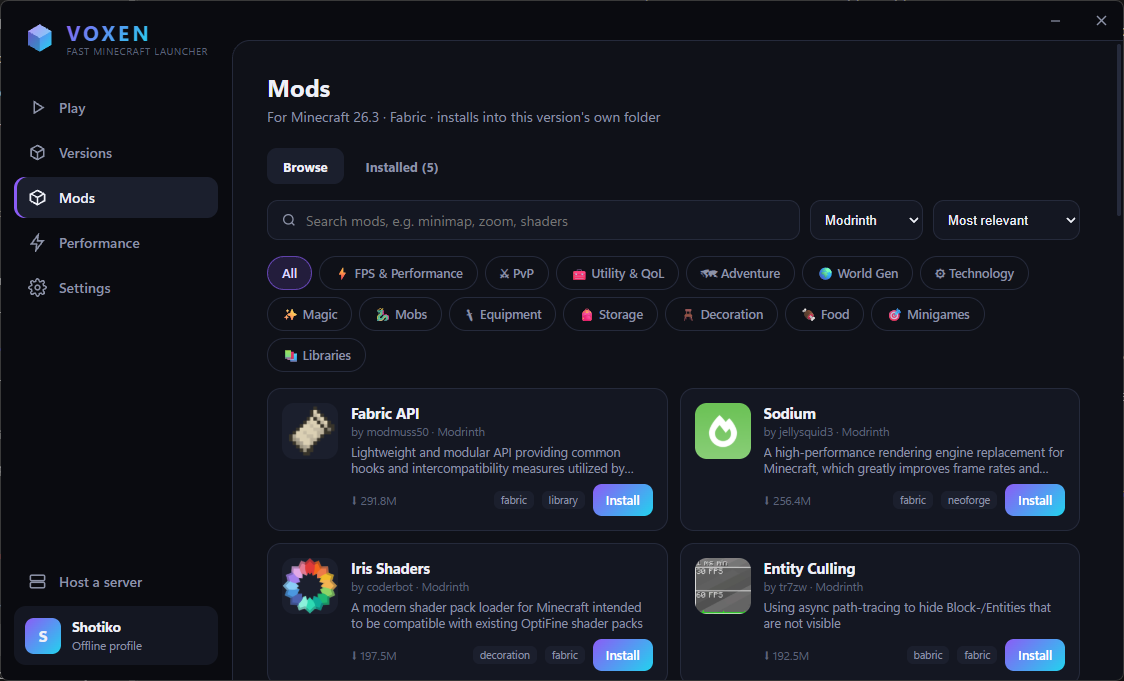 VOXEN
FAST MINECRAFT LAUNCHER
Play
Versions
Mods
Performance
Settings
Host a server
S
Shotiko
Offline profile
Mods
For Minecraft 26.3 · Fabric · installs into this version's own folder
Browse
Installed (5)
Search mods, e.g. minimap, zoom, shaders
Modrinth
Most relevant
All
FPS & Performance
PvP
Utility & QoL
Adventure
World Gen
Technology
Magic
Mobs
Equipment
Storage
Decoration
Food
Minigames
Libraries
Fabric API
by modmuss50 · Modrinth
Lightweight and modular API providing common
hooks and intercompatibility measures utilized by...
291.8M
fabric
library
Install
Sodium
by jellysquid3 · Modrinth
A high-performance rendering engine replacement for
Minecraft, which greatly improves frame rates and...
256.4M
fabric
neoforge
Install
Iris Shaders
by coderbot · Modrinth
A modern shader pack loader for Minecraft intended
to be compatible with existing OptiFine shader packs
197.5M
decoration
fabric
Install
30 FPS
60 FPS
Entity Culling
by tr7zw · Modrinth
Using async path-tracing to hide Block-/Entities that
are not visible
192.5M
babric
fabric
Install